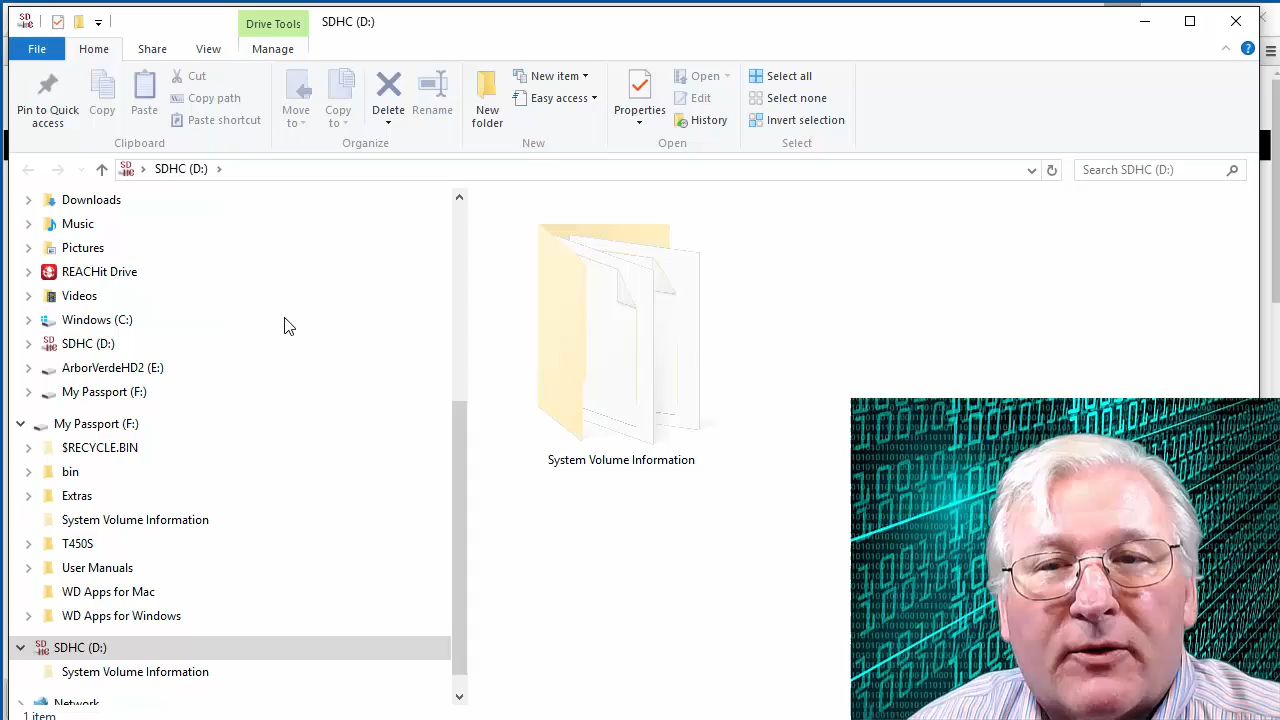 SD HC
Drive Tools
SDHC (D:)
File
Home
Share
View
Manage
Pin to Quick access
Copy
Paste
Cut
Copy path
Paste shortcut
Clipboard
Move to
Copy to
Delete
Rename
Organize
New folder
New item
Easy access
New
Properties
Open
Edit
History
Open
Select all
Select none
Invert selection
Select
SD HC
SDHC (D:)
Search SDHC (D:)
Downloads
Music
Pictures
REACHit Drive
Videos
Windows (C:)
SDHC (D:)
ArborVerdeHD2 (E:)
My Passport (F:)
My Passport (F:)
$RECYCLE.BIN
bin
Extras
System Volume Information
T450S
User Manuals
WD Apps for Mac
WD Apps for Windows
SDHC (D:)
System Volume Information
Network
1 item
System Volume Information